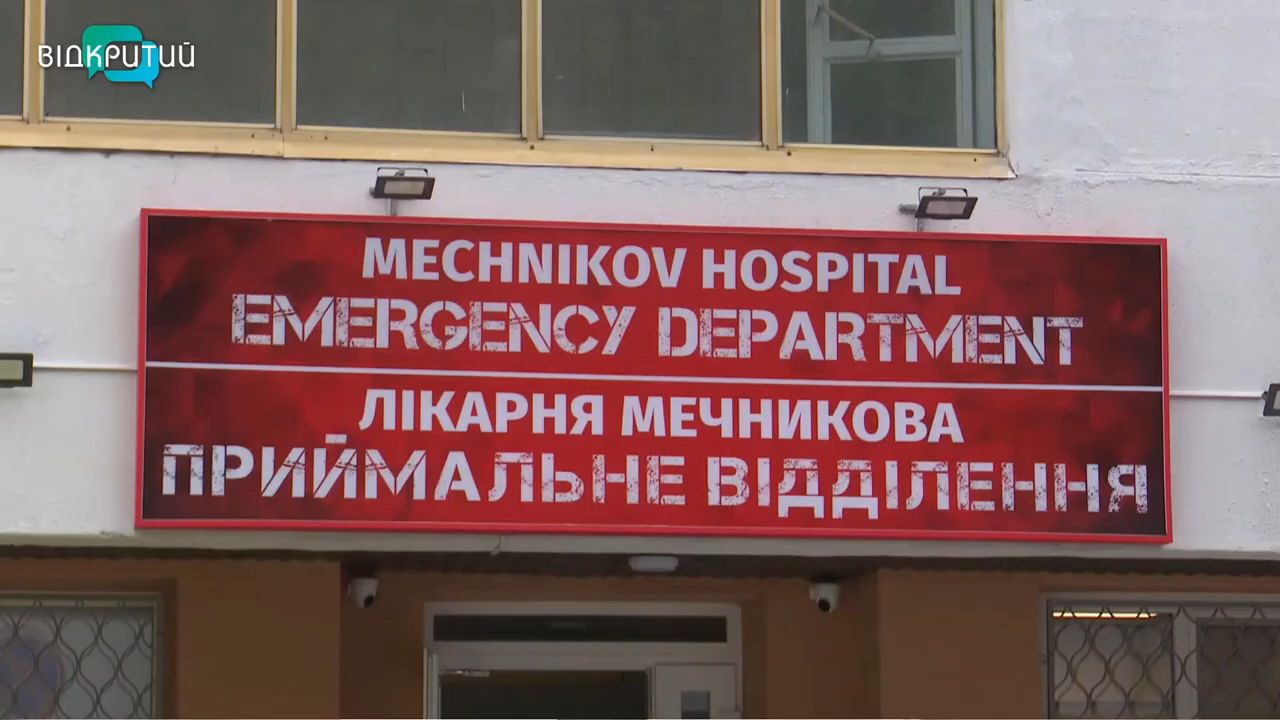 ВІДКРИТИЙ
MECHNIKOV HOSPITAL
EMERGENCY DEPARTMENT
ЛІКАРНЯ МЕЧНИКОВА
ПРИЙМАЛЬНЕ ВІДДІЛЕННЯ